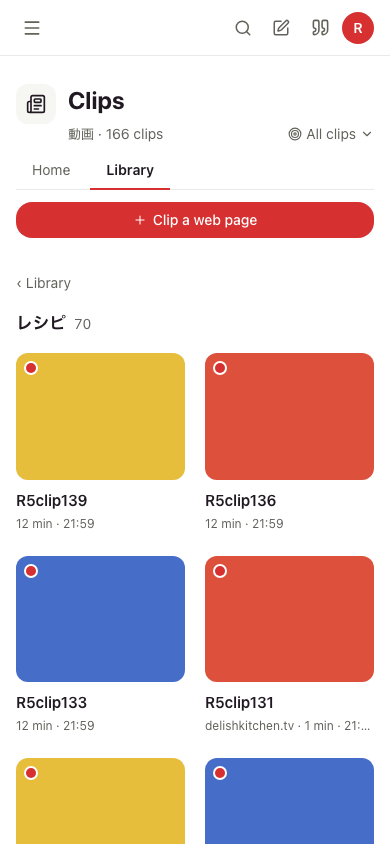 R
Clips
動画 · 166 clips
All clips
Home
Library
+ Clip a web page
‹ Library
レシピ 70
R5clip139
R5clip136
12 min · 21:59
12 min · 21:59
R5clip133
R5clip131
12 min · 21:59
delishkitchen.tv · 1 min · 21:...